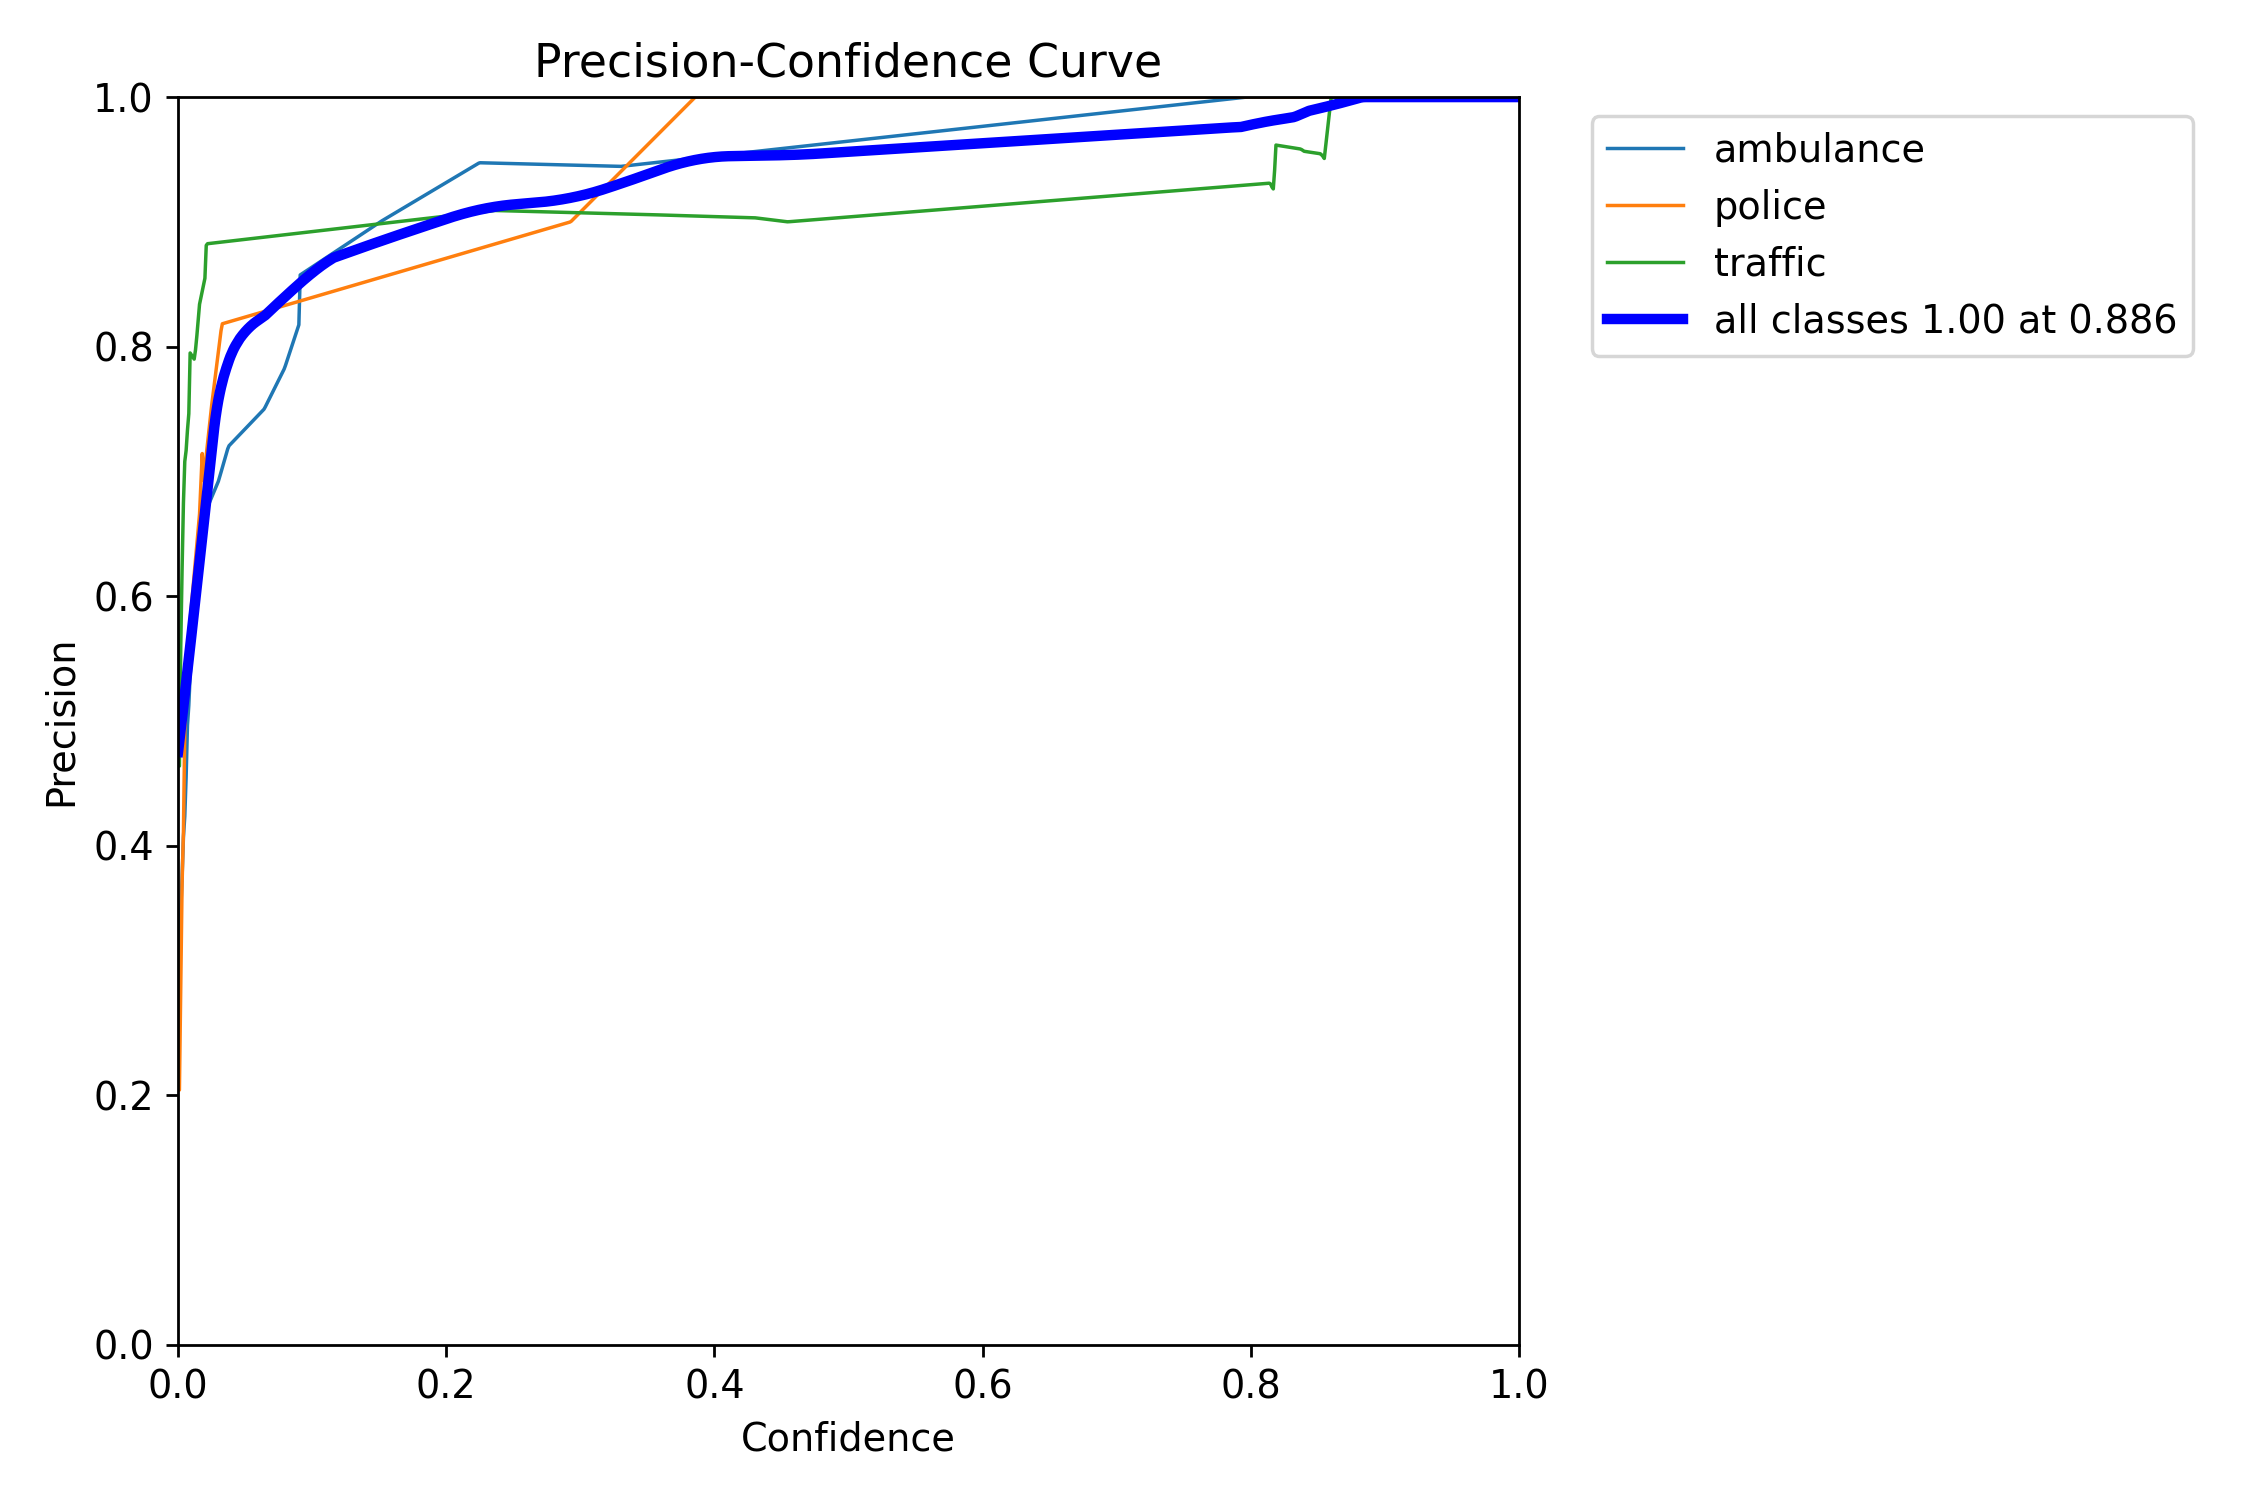 Precision-Confidence Curve
1.0
0.8
0.6
0.4
0.2
0.0
Precision
0.0 0.2 0.4 0.6 0.8 1.0
Confidence
ambulance
police
traffic
all classes 1.00 at 0.886